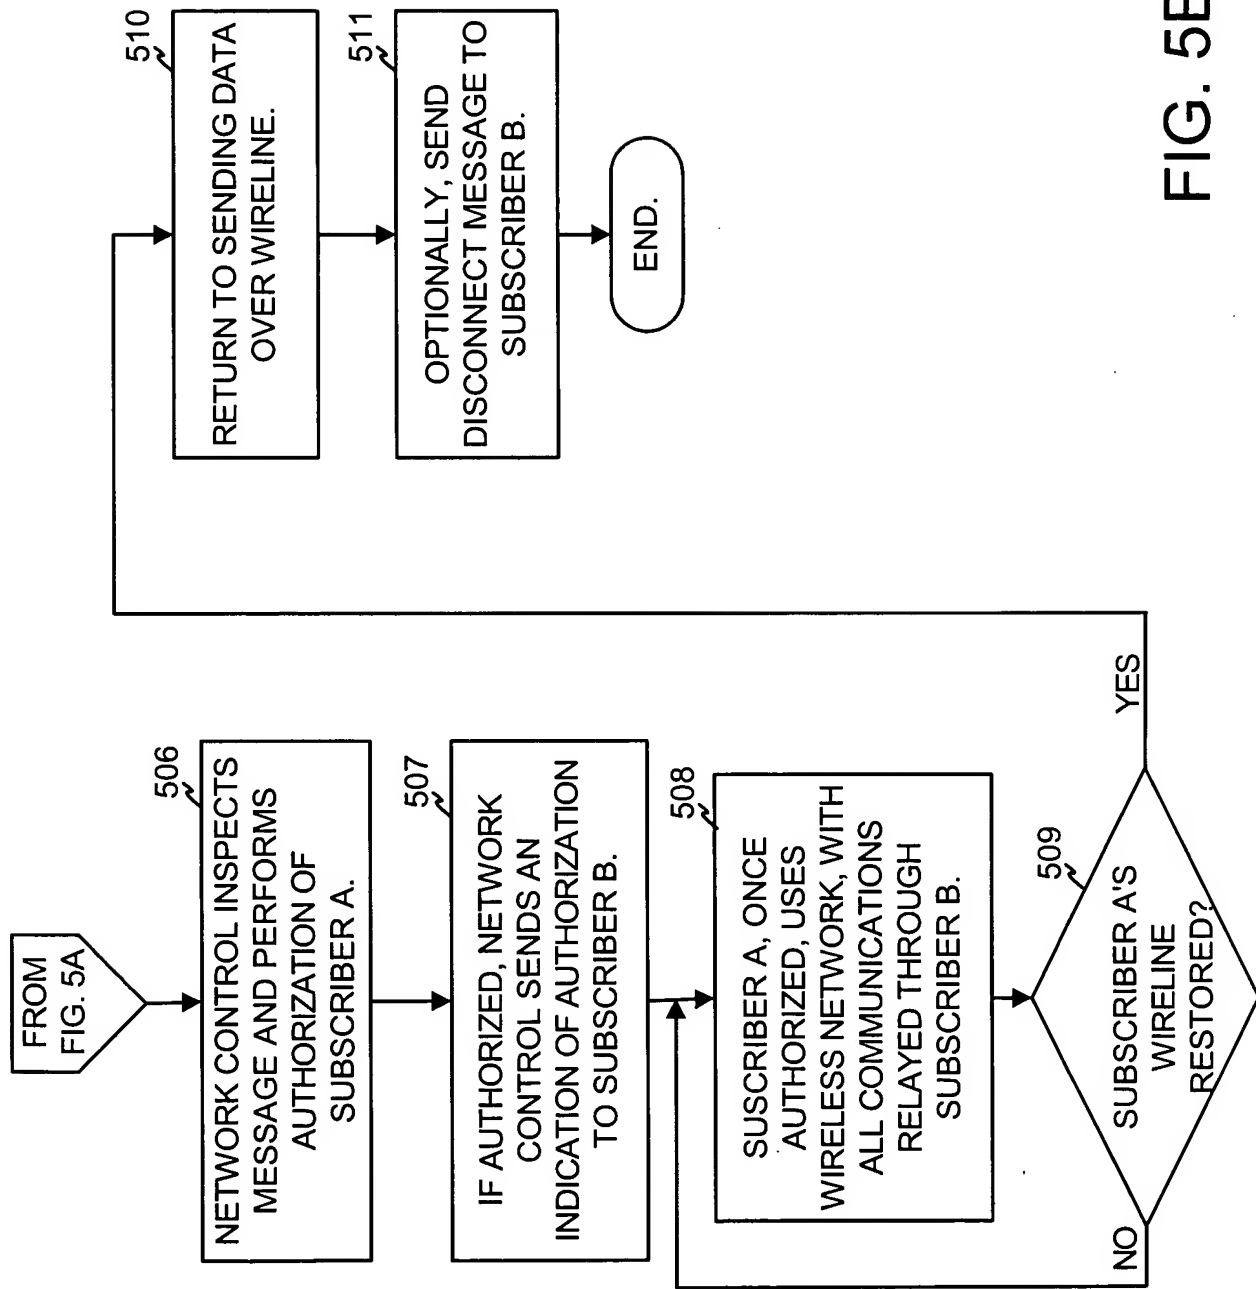 FROM
FIG. 5A
506
NETWORK CONTROL INSPECTS
MESSAGE AND PERFORMS
AUTHORIZATION OF
SUBSCRIBER A.
507
IF AUTHORIZED, NETWORK
CONTROL SENDS AN
INDICATION OF AUTHORIZATION
TO SUBSCRIBER B.
508
SUSCRIBER A, ONCE
AUTHORIZED, USES
WIRELESS NETWORK, WITH
ALL COMMUNICATIONS
RELAYED THROUGH
SUBSCRIBER B.
509
SUBSCRIBER A'S
WIRELINE
RESTORED?
NO
YES
510
RETURN TO SENDING DATA
OVER WIRELINE.
511
OPTIONALLY, SEND
DISCONNECT MESSAGE TO
SUBSCRIBER B.
END.
FIG. 5B